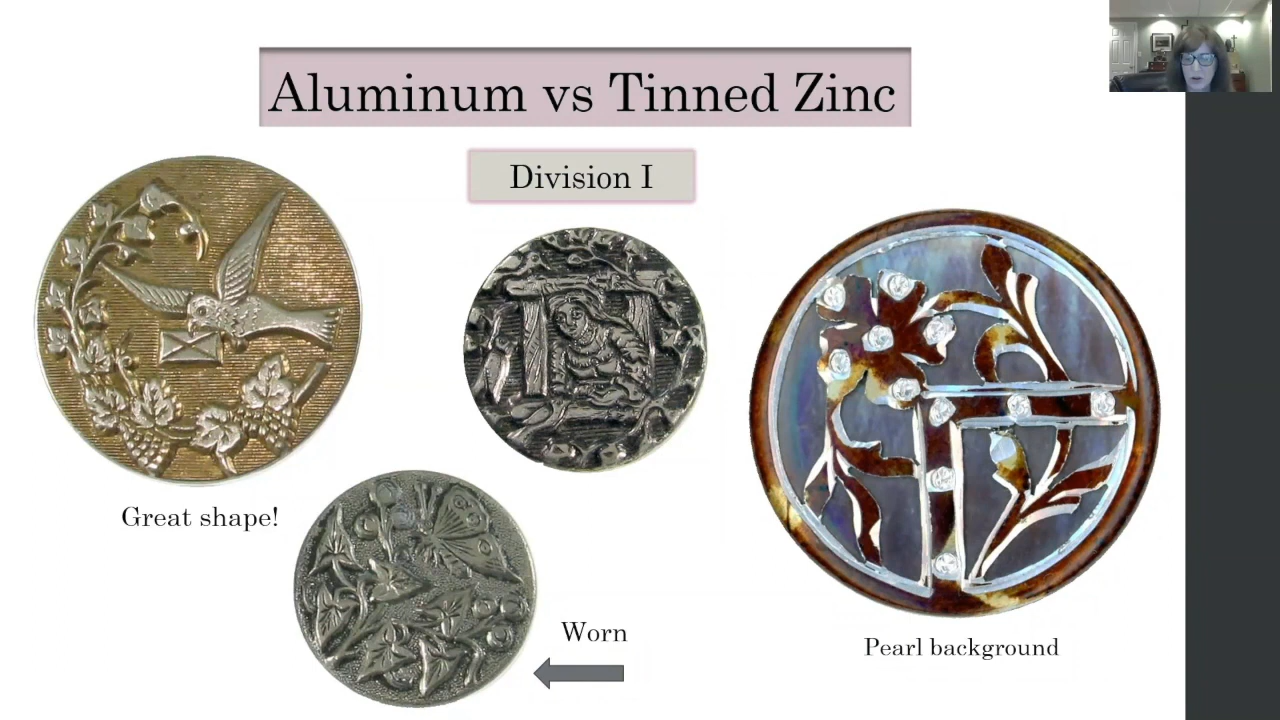 Aluminum vs Tinned Zinc
Division I
Great shape!
Worn
Pearl background